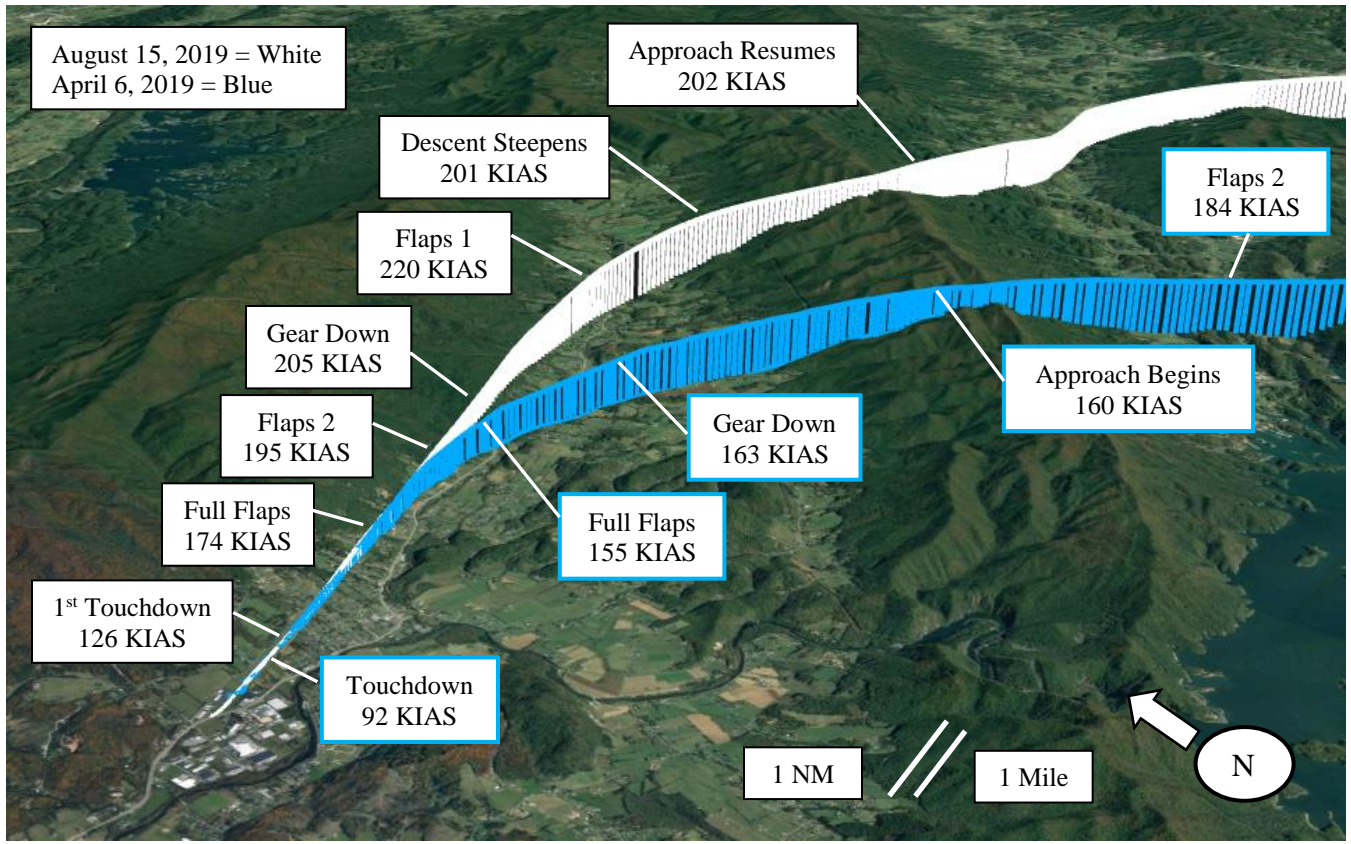 August 15, 2019 = White
April 6, 2019 = Blue
Approach Resumes
202 KIAS
Descent Steepens
201 KIAS
Flaps 2
184 KIAS
Flaps 1
220 KIAS
Gear Down
205 KIAS
Approach Begins
160 KIAS
Flaps 2
195 KIAS
Gear Down
163 KIAS
Full Flaps
174 KIAS
Full Flaps
155 KIAS
1st Touchdown
126 KIAS
Touchdown
92 KIAS
1 NM
1 Mile
N